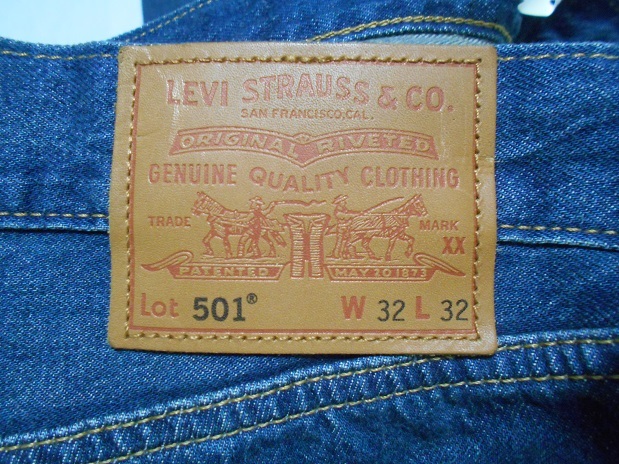 LEVI STRAUSS & CO.
SAN FRANCISCO, CAL.
ORIGINAL RIVETED
GENUINE QUALITY CLOTHING
TRADE MARK
XX
PATENTED MAY 20 1873
Lot 501® W 32 L 32